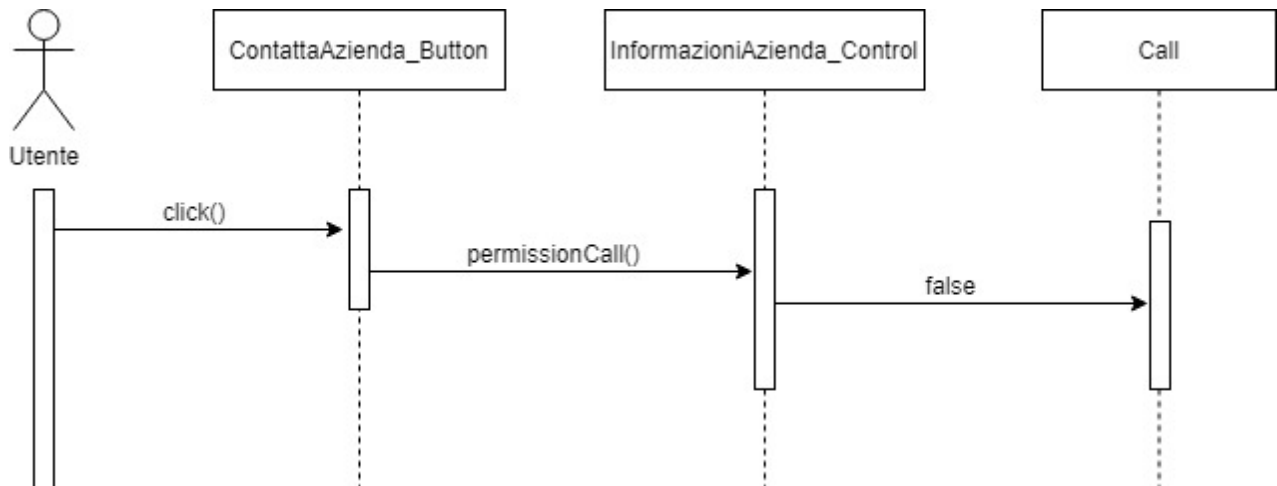 ContattaAzienda_Button
InformazioniAzienda_Control
Call
Utente
click()
permissionCall()
false